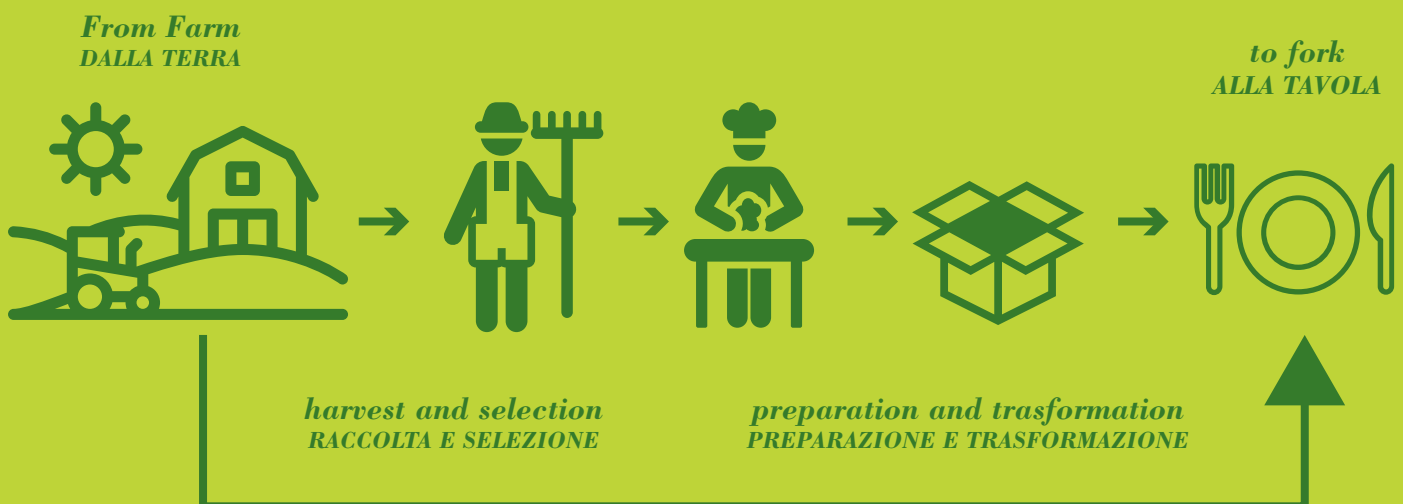 From Farm
DALLA TERRA
to fork
ALLA TAVOLA
harvest and selection
RACCOLTA E SELEZIONE
preparation and trasformation
PREPARAZIONE E TRASFORMAZIONE